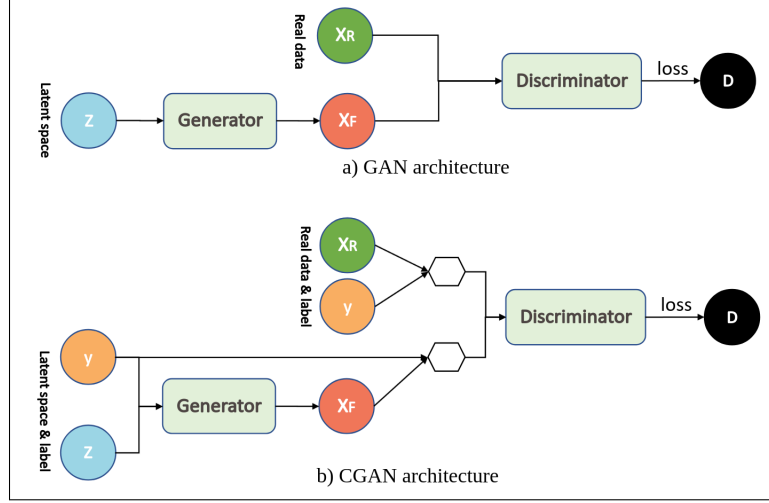 Real data
XR
Discriminator
loss
D
Latent space
Z
Generator
XF
a) GAN architecture
Real data & label
XR
y
Discriminator
loss
D
Latent space & label
y
Generator
XF
Z
b) CGAN architecture